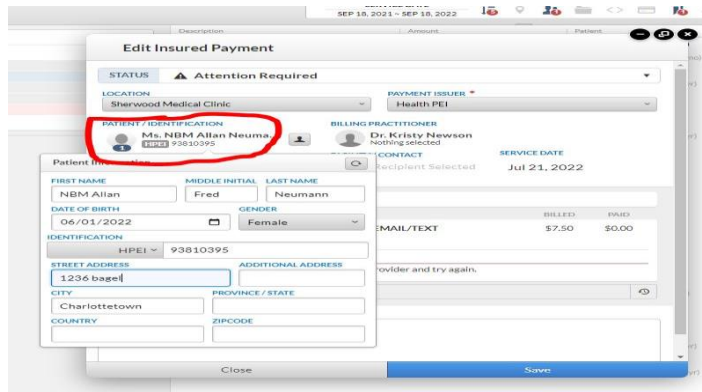 SEP 18, 2021 – SEP 18, 2022
Description Amount Patient
Edit Insured Payment
STATUS Attention Required
LOCATION PAYMENT ISSUER *
Sherwood Medical Clinic Health PEI
PATIENT / IDENTIFICATION BILLING PRACTITIONER
Ms. NBM Allan Neuma.. Dr. Kristy Newson
1 HPEI 93810395 Nothing selected
Patient CONTACT SERVICE DATE
Recipient Selected Jul 21, 2022
FIRST NAME MIDDLE INITIAL LAST NAME
NBM Allan Fred Neumann
DATE OF BIRTH GENDER
06/01/2022 Female
BILLED PAID
IDENTIFICATION EMAIL/TEXT $7.50 $0.00
HPEI 93810395
STREET ADDRESS ADDITIONAL ADDRESS
rovider and try again.
1236 bagel
CITY PROVINCE / STATE
Charlottetown
COUNTRY ZIPCODE
Close Save